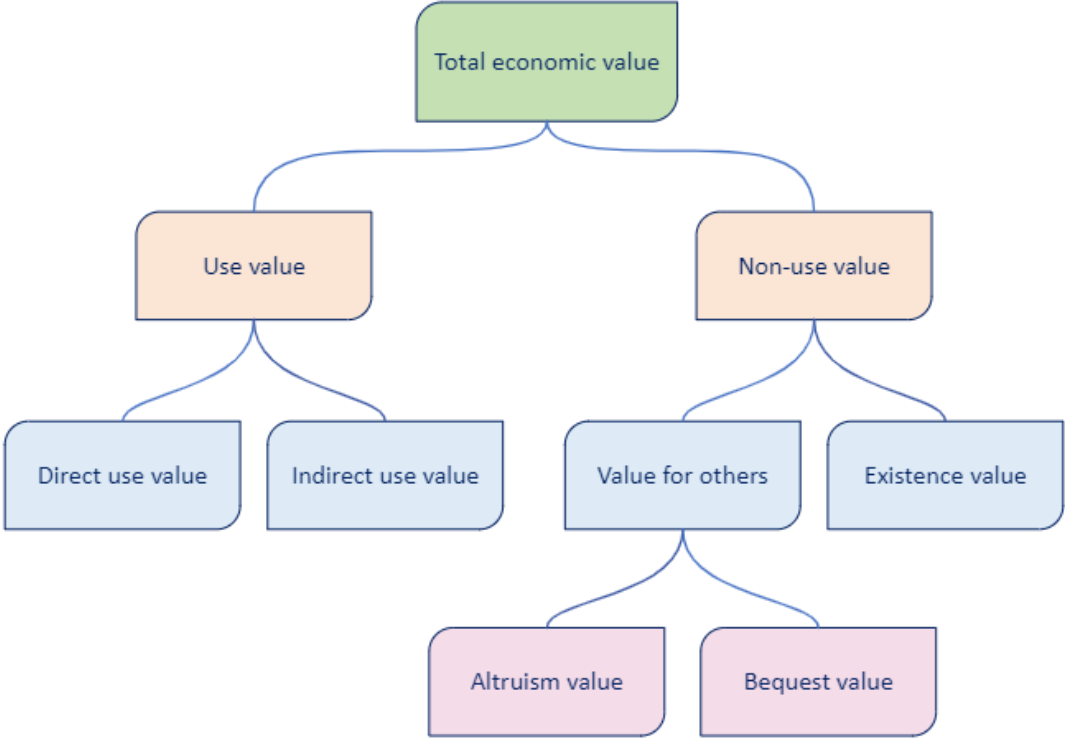 Total economic value
Use value
Non-use value
Direct use value
Indirect use value
Value for others
Existence value
Altruism value
Bequest value